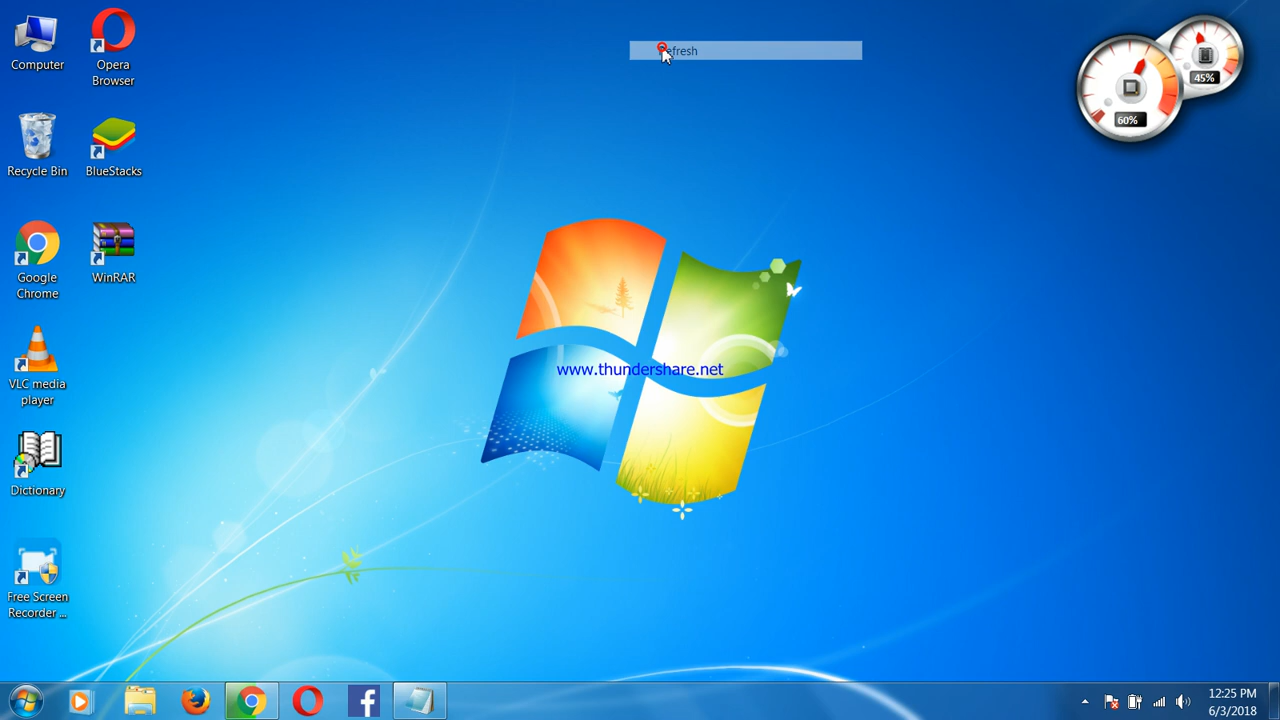 Computer
Opera
Browser
Recycle Bin
BlueStacks
Google
Chrome
WinRAR
VLC media
player
Dictionary
Free Screen
Recorder ...
efresh
60%
45%
www.thundershare.net
12:25 PM
6/3/2018